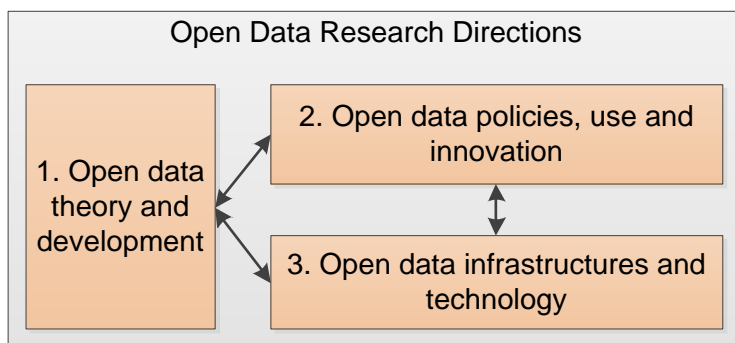 Open Data Research Directions
1. Open data
theory and
development
2. Open data policies, use and
innovation
3. Open data infrastructures and
technology